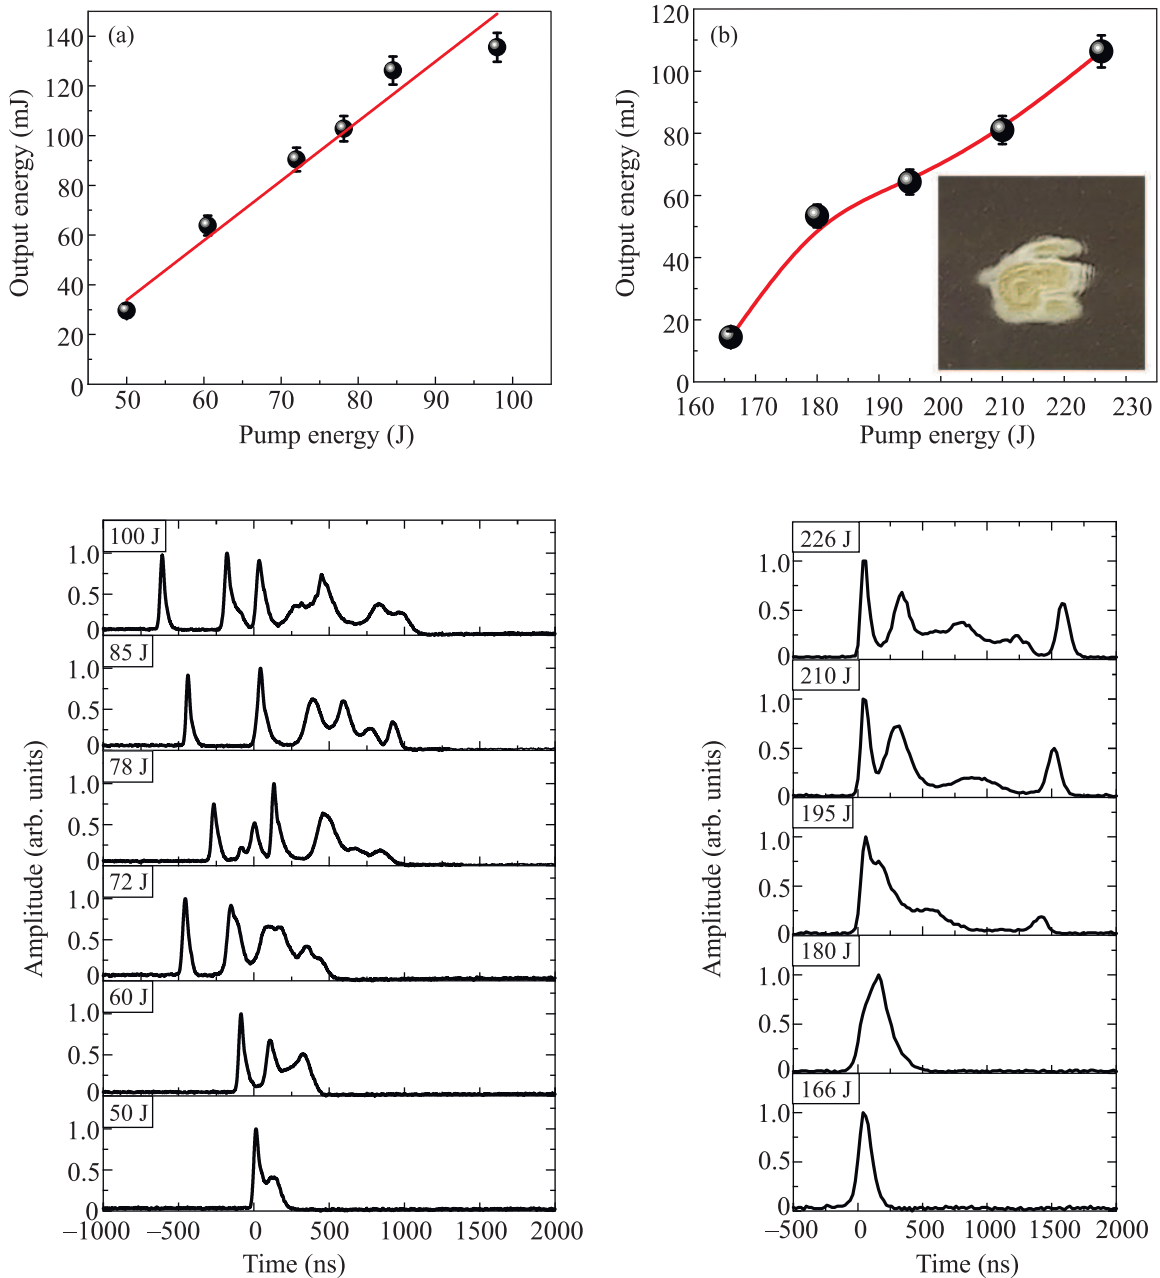 (a)
140
120
100
80
60
40
20
0
Output energy (mJ)
50 60 70 80 90 100
Pump energy (J)
(b)
120
100
80
60
40
20
0
Output energy (mJ)
160 170 180 190 200 210 220 230
Pump energy (J)
100 J
1.0
0.5
0
85 J
1.0
0.5
0
78 J
1.0
0.5
0
72 J
1.0
0.5
0
60 J
1.0
0.5
0
50 J
1.0
0.5
0
Amplitude (arb. units)
−1000 −500 0 500 1000 1500 2000
Time (ns)
226 J
1.0
0.5
0
210 J
1.0
0.5
0
195 J
1.0
0.5
0
180 J
1.0
0.5
0
166 J
1.0
0.5
0
Amplitude (arb. units)
−500 0 500 1000 1500 2000
Time (ns)